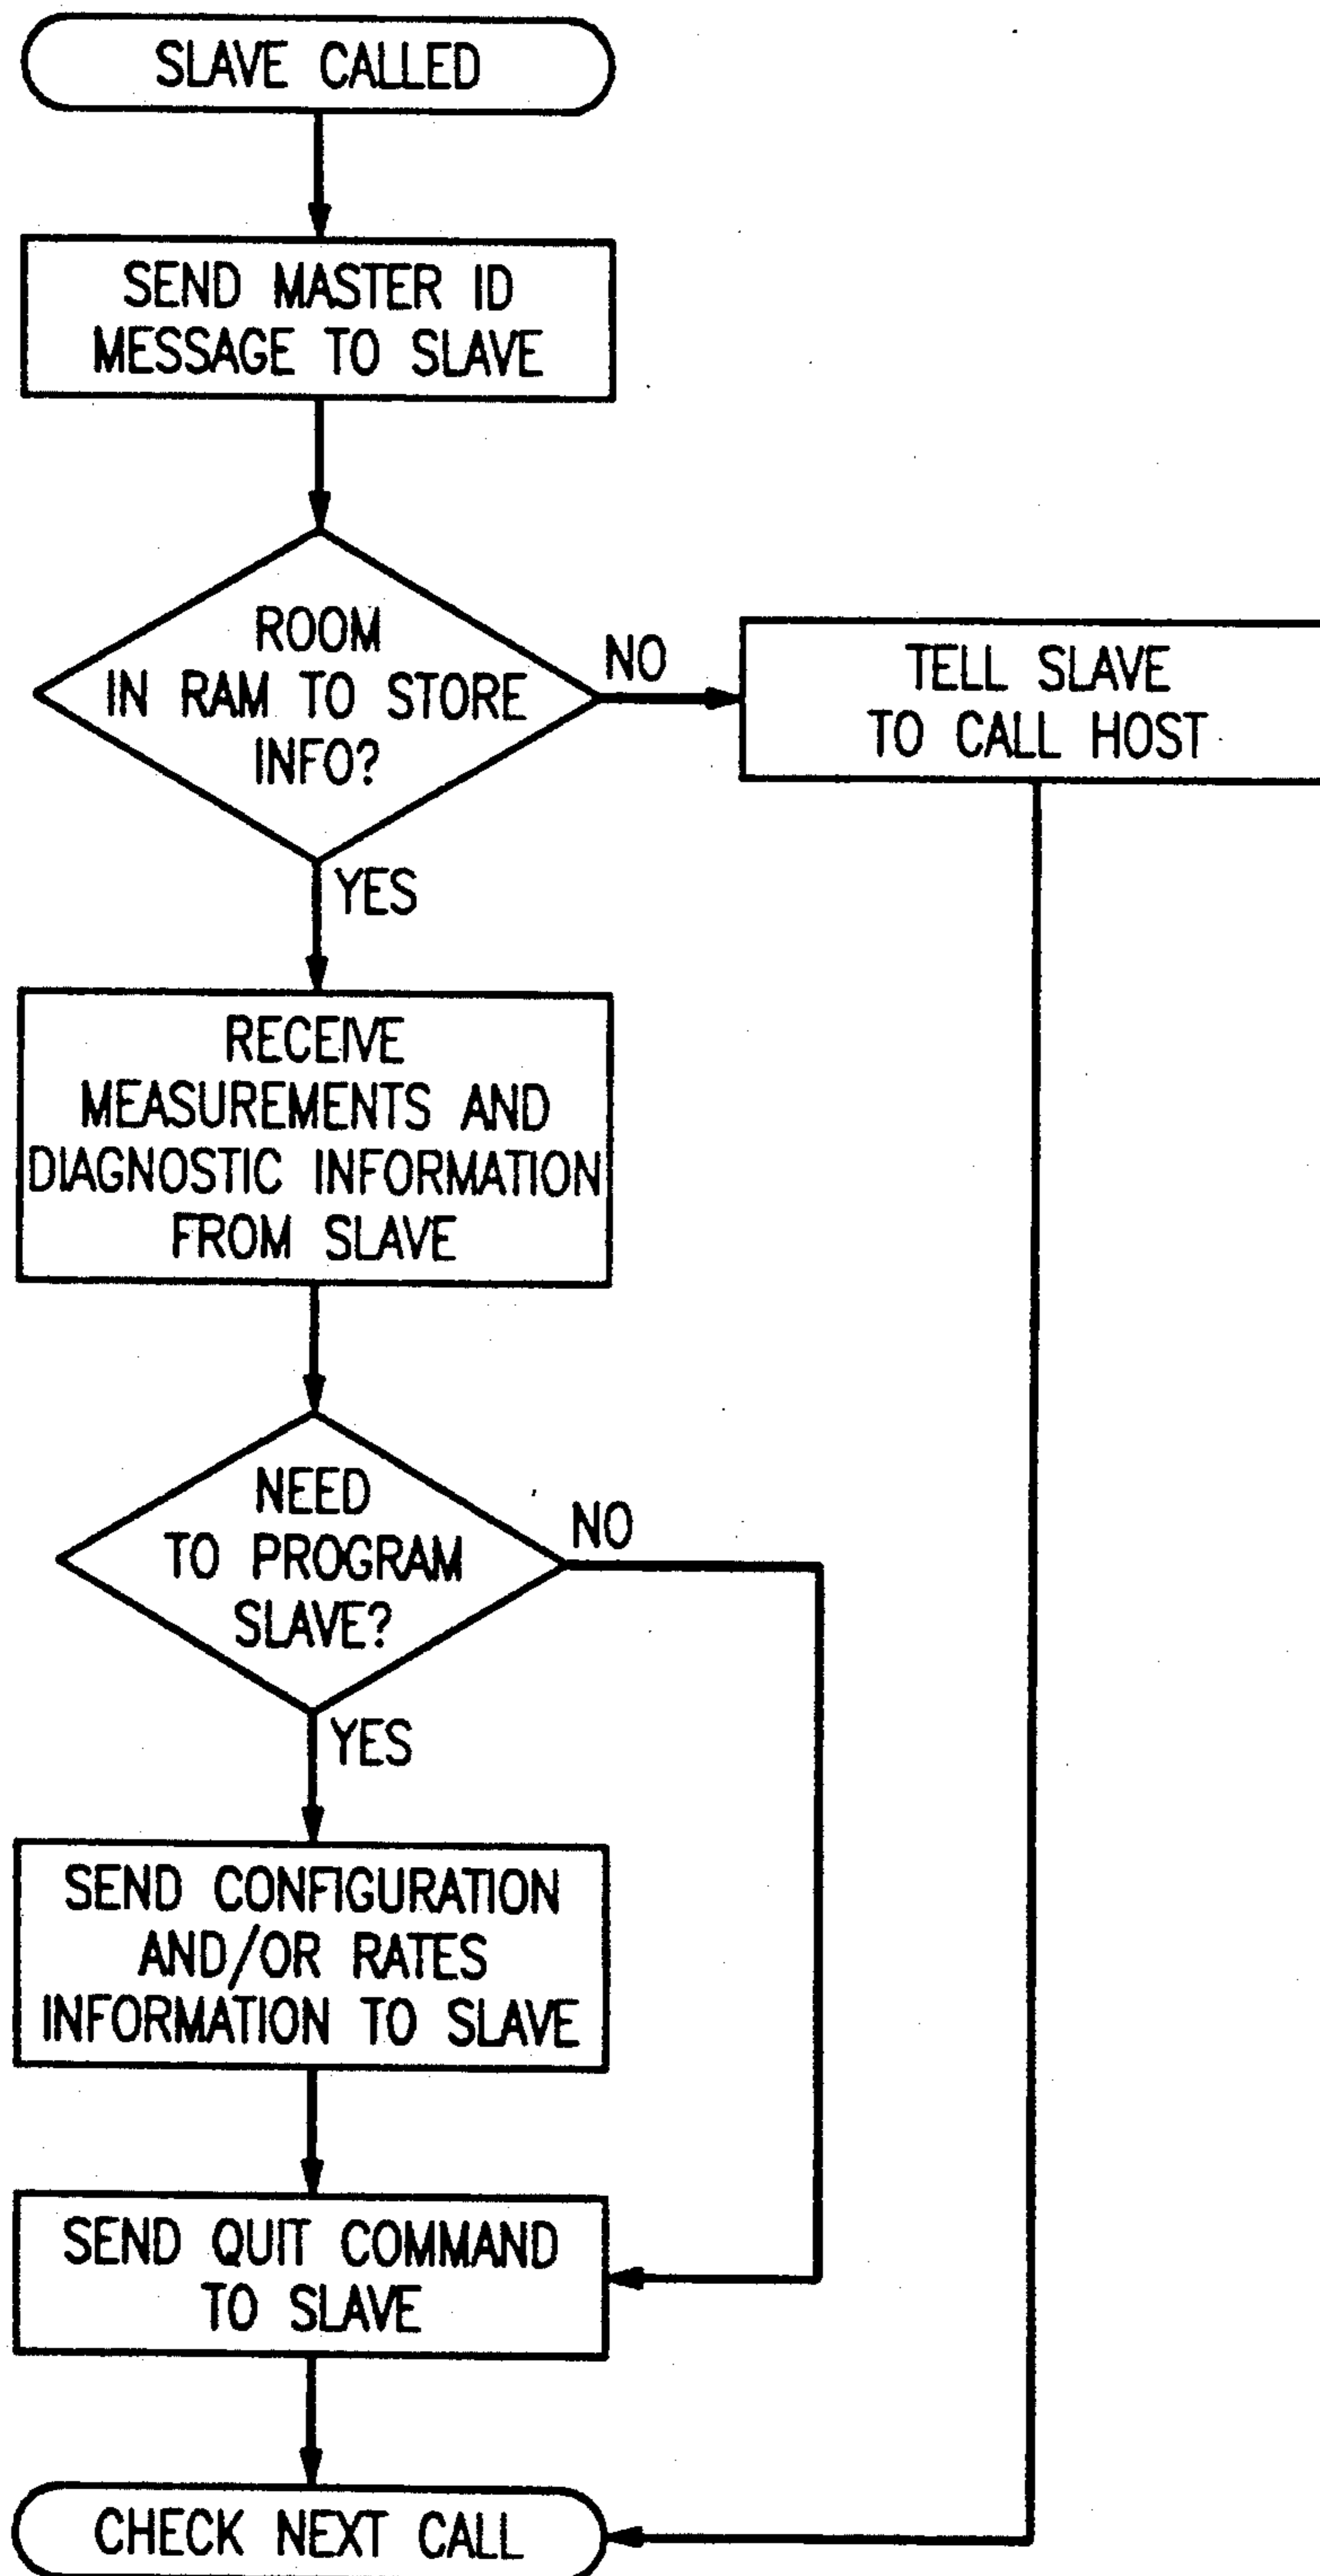 SLAVE CALLED
SEND MASTER ID
MESSAGE TO SLAVE
ROOM
IN RAM TO STORE
INFO?
NO
TELL SLAVE
TO CALL HOST
YES
RECEIVE
MEASUREMENTS AND
DIAGNOSTIC INFORMATION
FROM SLAVE
NEED
TO PROGRAM
SLAVE?
NO
YES
SEND CONFIGURATION
AND/OR RATES
INFORMATION TO SLAVE
SEND QUIT COMMAND
TO SLAVE
CHECK NEXT CALL